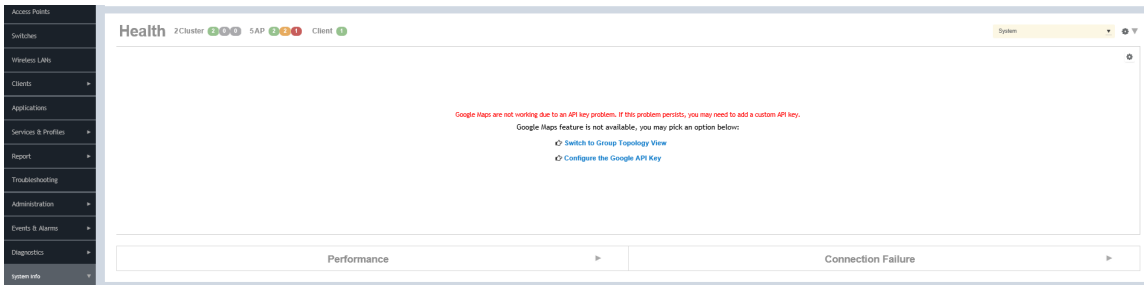 Access Points
Switches
Wireless LANs
Clients
Applications
Services & Profiles
Report
Troubleshooting
Administration
Events & Alarms
Diagnostics
System Info
Health 2Cluster 2 0 0 5AP 2 2 1 Client 1
System
Google Maps are not working due to an API key problem. If this problem persists, you may need to add a custom API key.
Google Maps feature is not available, you may pick an option below:
Switch to Group Topology View
Configure the Google API Key
Performance
Connection Failure